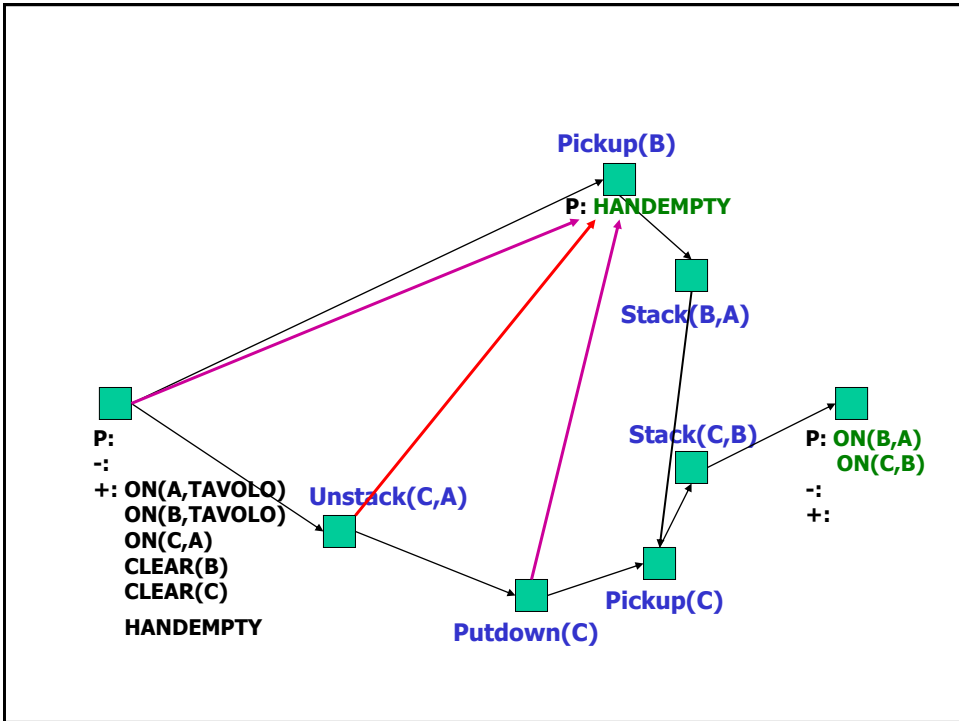 Pickup(B)
P: HANDEMPTY
Stack(B,A)
P:
-:
+: ON(A,TAVOLO)
ON(B,TAVOLO)
ON(C,A)
CLEAR(B)
CLEAR(C)
HANDEMPTY
Unstack(C,A)
Putdown(C)
Pickup(C)
Stack(C,B)
P: ON(B,A)
ON(C,B)
-:
+: